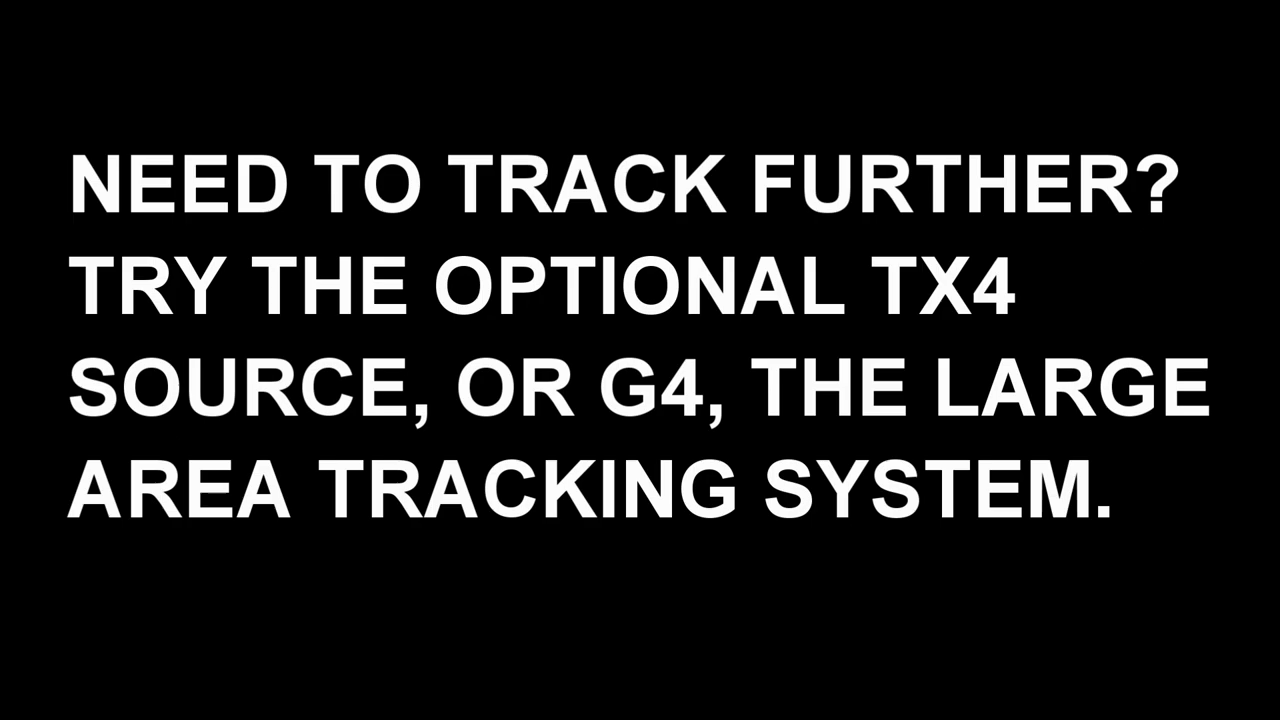 NEED TO TRACK FURTHER?
TRY THE OPTIONAL TX4
SOURCE, OR G4, THE LARGE
AREA TRACKING SYSTEM.